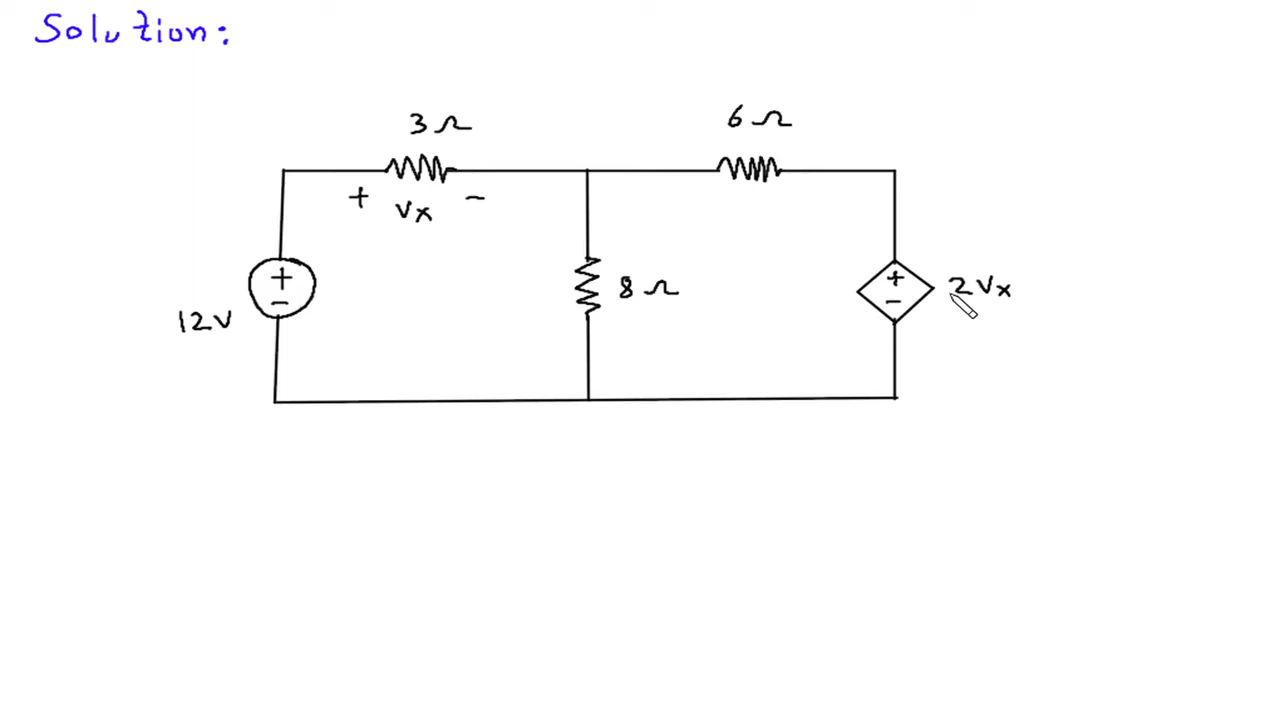 Solution:
3Ω
6Ω
+ Vx -
+
-
12V
8Ω
+
-
2Vx